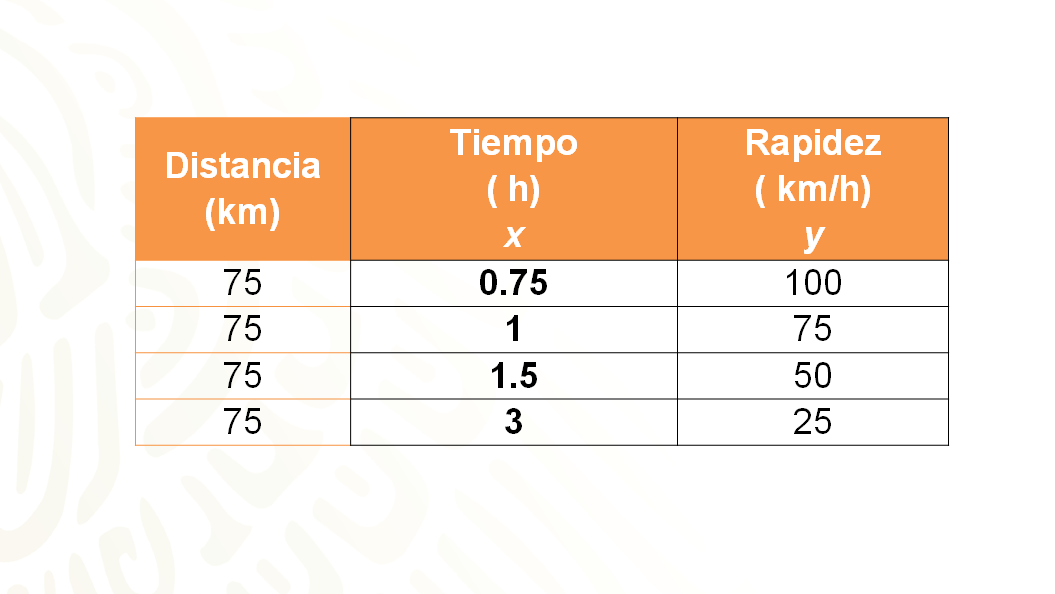 Distancia
(km)
Tiempo
( h)
x
Rapidez
( km/h)
y
75 0.75 100
75 1 75
75 1.5 50
75 3 25